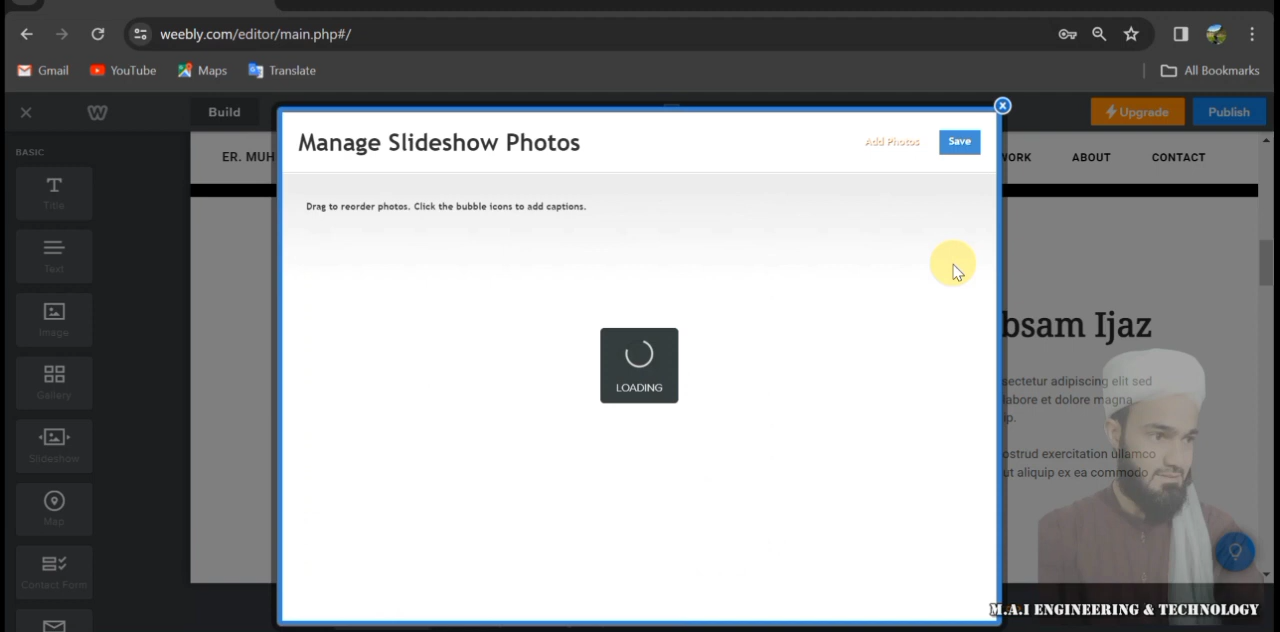 weebly.com/editor/main.php#/
Gmail YouTube Maps Translate All Bookmarks
Build Upgrade Publish
Manage Slideshow Photos Add Photos Save
BASIC
ER. MUH WORK ABOUT CONTACT
Title
Drag to reorder photos. Click the bubble icons to add captions.
Text
Image
bsam Ijaz
LOADING
Gallery
sectetur adipiscing elit sed
labore et dolore magna
ip.
Slideshow
ostrud exercitation ullamco
ut aliquip ex ea commodo
Map
Contact Form
M.A.I ENGINEERING & TECHNOLOGY